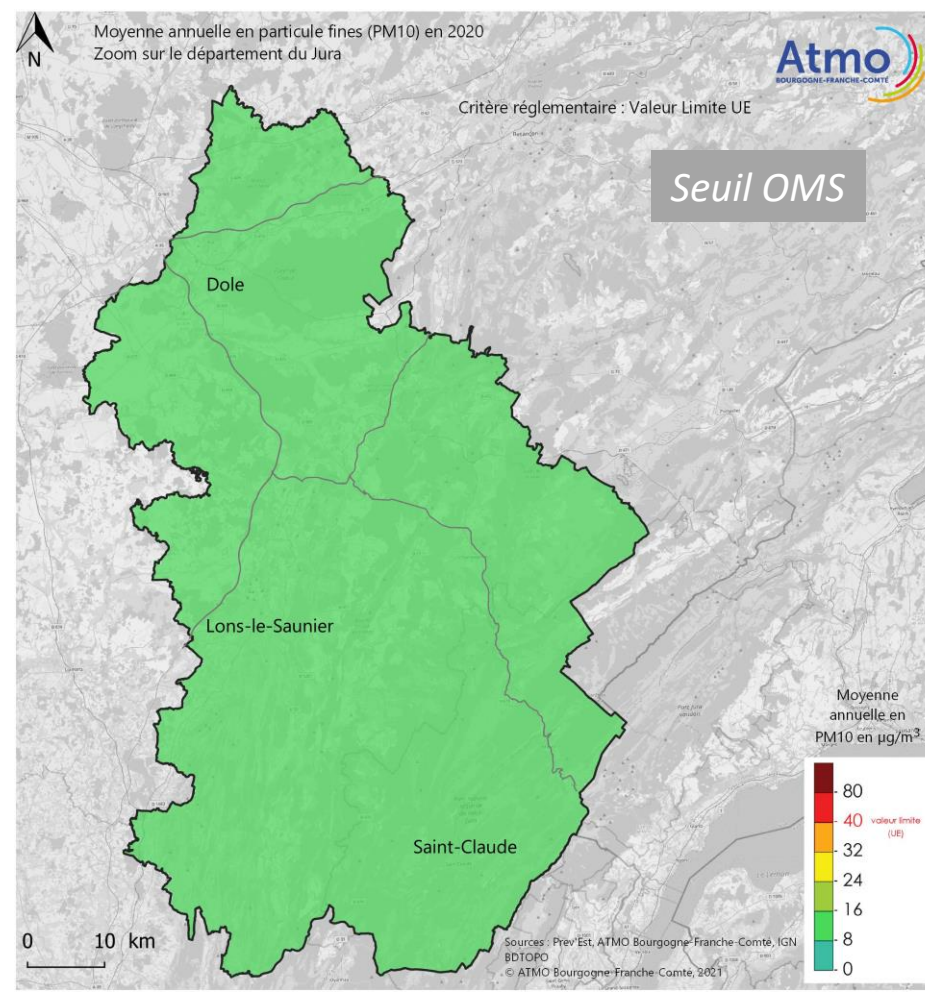 Moyenne annuelle en particule fines (PM10) en 2020
Zoom sur le département du Jura
N
Atmo
BOURGOGNE-FRANCHE-COMTÉ
Critère réglementaire : Valeur Limite UE
Seuil OMS
Dole
Lons-le-Saunier
Saint-Claude
Moyenne
annuelle en
PM10 en µg/m³
80
40 valeur limite
(UE)
32
24
16
8
0
0 10 km
Sources : Prev'Est, ATMO Bourgogne-Franche-Comté, IGN
BDTOPO
© ATMO Bourgogne-Franche-Comté, 2021